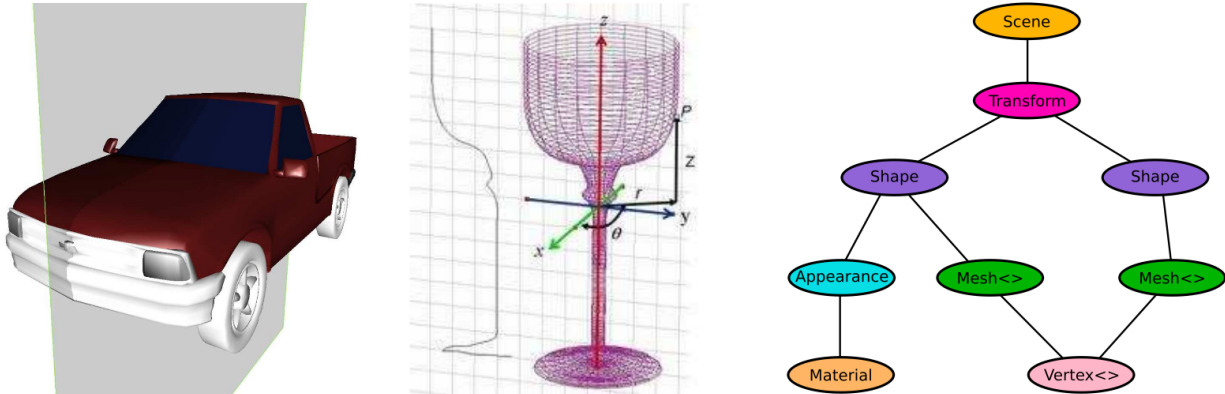 z
P
Z
r
y
x
θ
Scene
Transform
Shape
Shape
Appearance
Mesh<>
Mesh<>
Material
Vertex<>